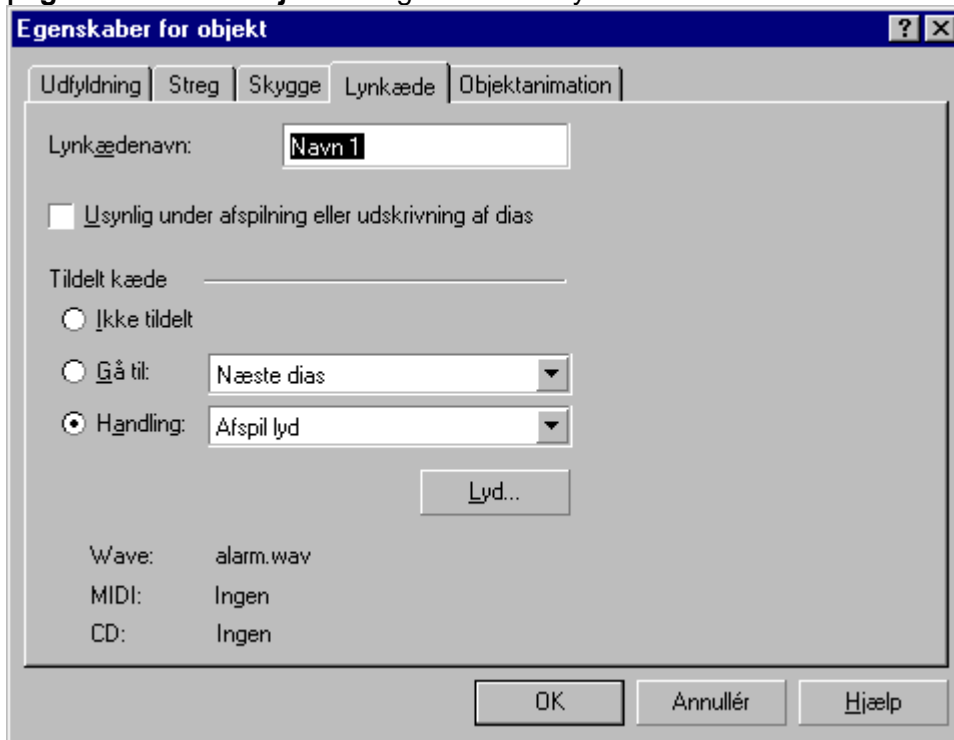 Egenskaber for objekt
Udfyldning Streg Skygge Lynkæde Objektanimation
Lynkædenavn: Navn 1
Usynlig under afspilning eller udskrivning af dias
Tildelt kæde
Ikke tildelt
Gå til: Næste dias
Handling: Afspil lyd
Lyd...
Wave: alarm.wav
MIDI: Ingen
CD: Ingen
OK Annullér Hjælp